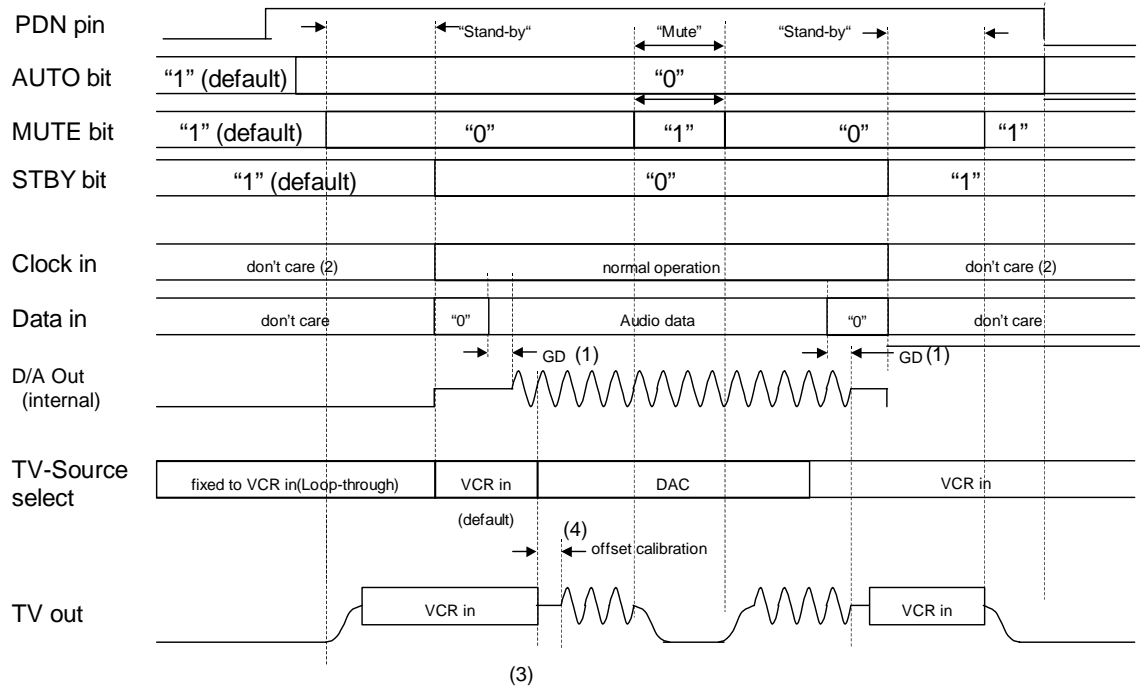 PDN pin
“Stand-by“
“Mute”
“Stand-by“
AUTO bit
“1” (default)
“0”
MUTE bit
“1” (default)
“0”
“1”
“0”
“1”
STBY bit
“1” (default)
“0”
“1”
Clock in
don’t care (2)
normal operation
don’t care (2)
Data in
don’t care
“0”
Audio data
“0”
don’t care
GD (1)
GD (1)
D/A Out
(internal)
TV-Source
select
fixed to VCR in(Loop-through)
VCR in
DAC
VCR in
(default)
(4)
offset calibration
TV out
VCR in
VCR in
(3)